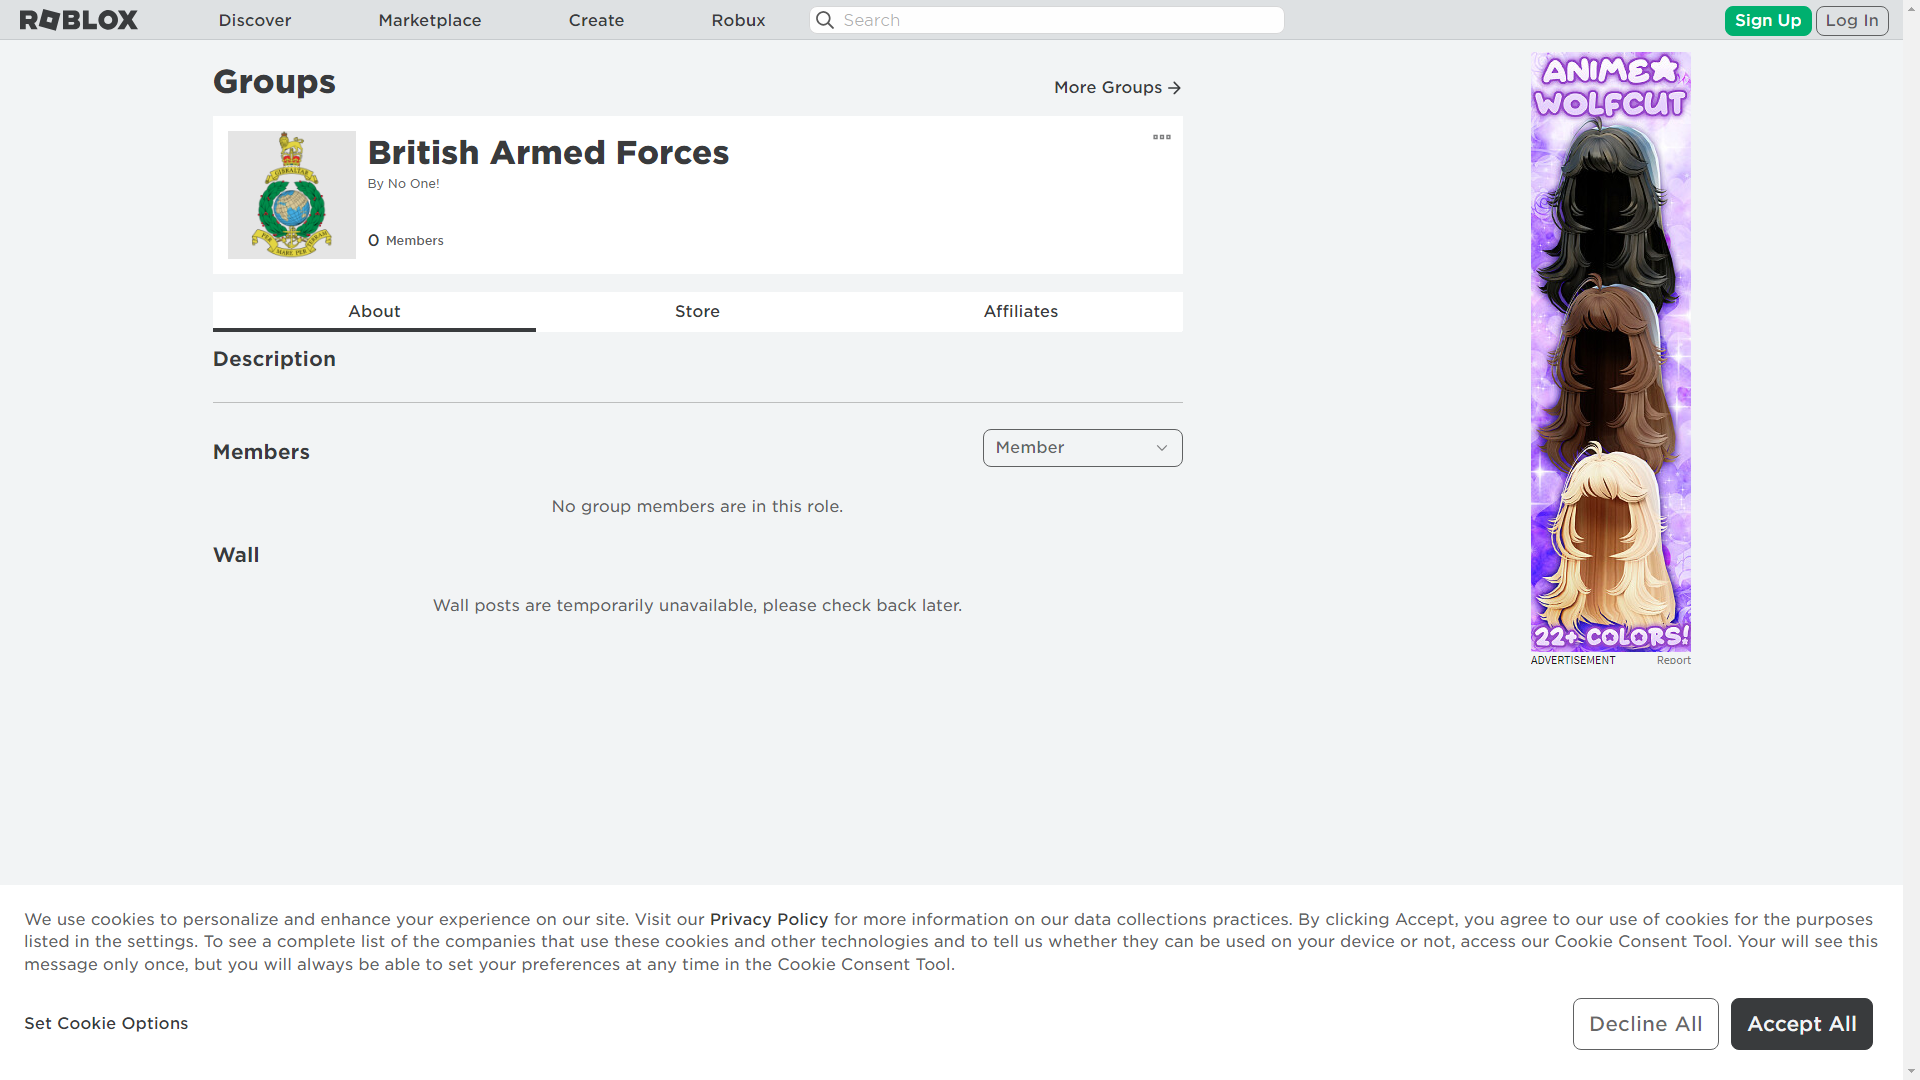 ROBLOX
Discover
Marketplace
Create
Robux
Search
Sign Up
Log In
Groups
More Groups
GIBRALTAR
PER MARE PER TERRAM
British Armed Forces
By No One!
0 Members
About
Store
Affiliates
Description
Members
Member
No group members are in this role.
Wall
Wall posts are temporarily unavailable, please check back later.
ANIME
WOLFCUT
22+ COLORS!
ADVERTISEMENT
Report
We use cookies to personalize and enhance your experience on our site. Visit our Privacy Policy for more information on our data collections practices. By clicking Accept, you agree to our use of cookies for the purposes
listed in the settings. To see a complete list of the companies that use these cookies and other technologies and to tell us whether they can be used on your device or not, access our Cookie Consent Tool. Your will see this
message only once, but you will always be able to set your preferences at any time in the Cookie Consent Tool.
Set Cookie Options
Decline All
Accept All